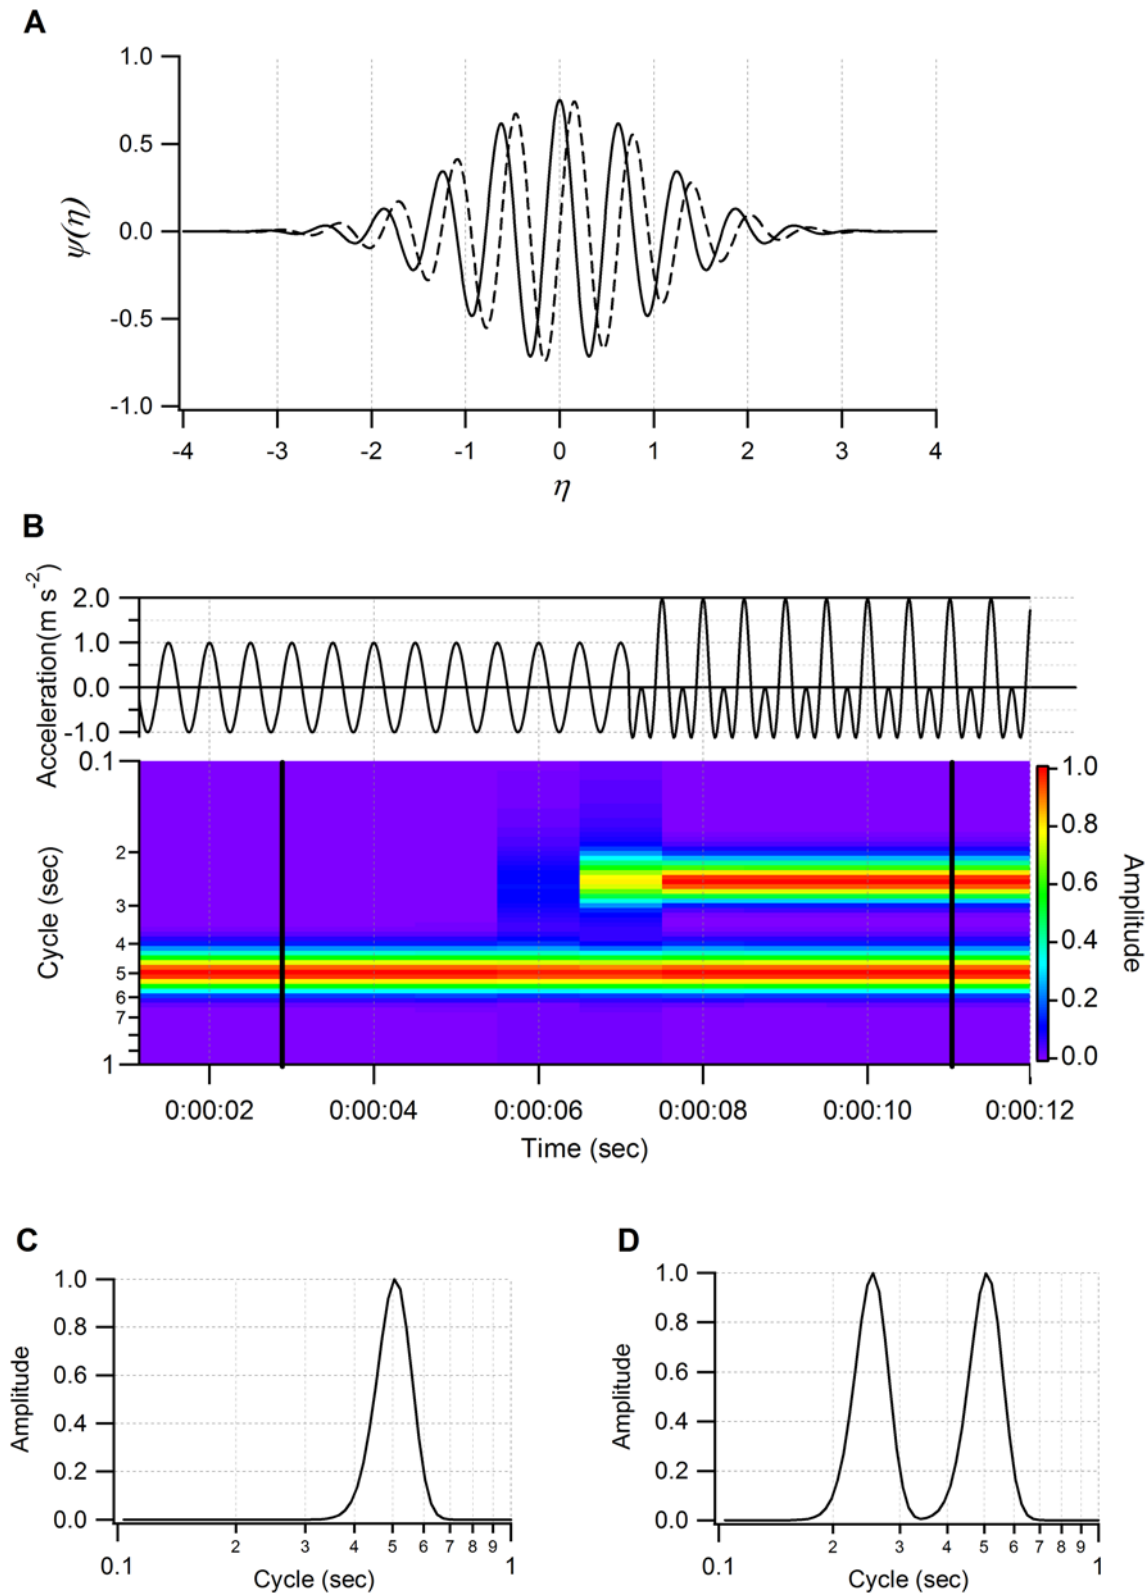 A
1.0
0.5
0.0
-0.5
-1.0
ψ(η)
-4 -3 -2 -1 0 1 2 3 4
η
B
Acceleration(m s-2)
2.0
1.0
0.0
-1.0
Cycle (sec)
0.1
2
3
4
5
6
7
1
1.0
0.8
0.6
0.4
0.2
0.0
Amplitude
0:00:02 0:00:04 0:00:06 0:00:08 0:00:10 0:00:12
Time (sec)
C
Amplitude
1.0
0.8
0.6
0.4
0.2
0.0
2 3 4 5 6 7 8 9
0.1 1
Cycle (sec)
D
Amplitude
1.0
0.8
0.6
0.4
0.2
0.0
2 3 4 5 6 7 8 9
0.1 1
Cycle (sec)